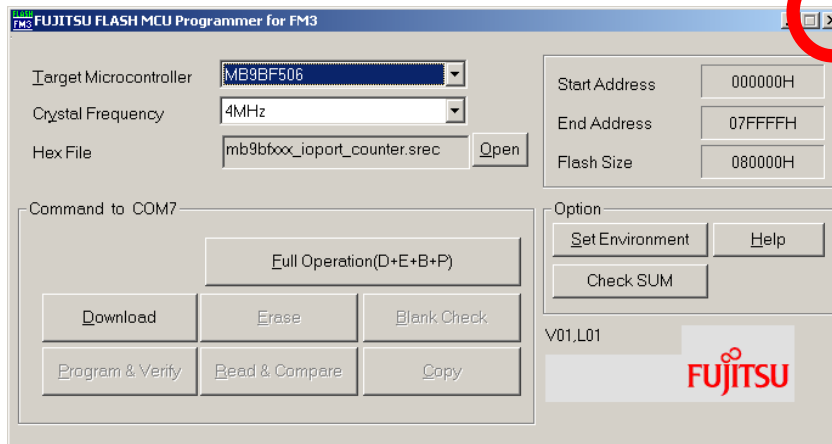 FLASH
FM3 FUJITSU FLASH MCU Programmer for FM3
Target Microcontroller
MB9BF506
Crystal Frequency
4MHz
Hex File
mb9bfxxx_ioport_counter.srec
Open
Start Address
000000H
End Address
07FFFFH
Flash Size
080000H
Command to COM7
Full Operation(D+E+B+P)
Download
Erase
Blank Check
Program & Verify
Read & Compare
Copy
Option
Set Environment
Help
Check SUM
V01,L01
FUJITSU